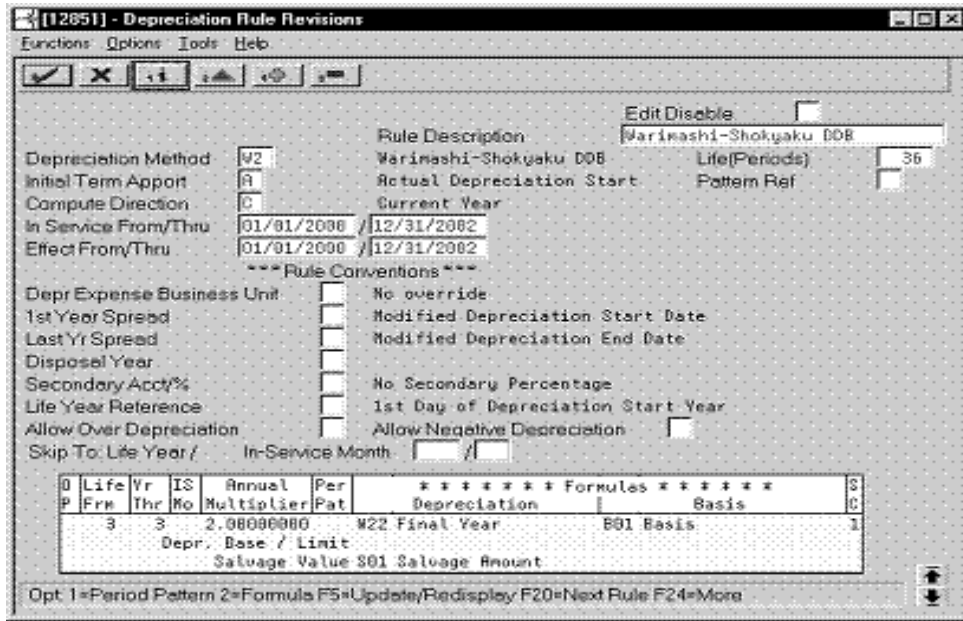 [12851] - Depreciation Rule Revisions
Functions Options Tools Help
Edit Disable
Rule Description Warimashi-Shokyaku DDB
Depreciation Method W2 Warimashi-Shokyaku DDB Life(Periods) 36
Initial Term Apport A Actual Depreciation Start Pattern Ref
Compute Direction C Current Year
In Service From/Thru 01/01/2000 / 12/31/2002
Effect From/Thru 01/01/2000 / 12/31/2002
*** Rule Conventions ***
Depr Expense Business Unit No override
1st Year Spread Modified Depreciation Start Date
Last Yr Spread Modified Depreciation End Date
Disposal Year
Secondary Acct/% No Secondary Percentage
Life Year Reference 1st Day of Depreciation Start Year
Allow Over Depreciation Allow Negative Depreciation
Skip To: Life Year / In-Service Month /
O Life Yr IS Annual Per * * * * * * * Formulas * * * * * * S
P Frm Thr Mo Multiplier Pat Depreciation Basis C
3 3 2.08000000 W22 Final Year B01 Basis 1
Depr. Base / Limit
Salvage Value S01 Salvage Amount
Opt: 1=Period Pattern 2=Formula F5=Update/Redisplay F20=Next Rule F24=More